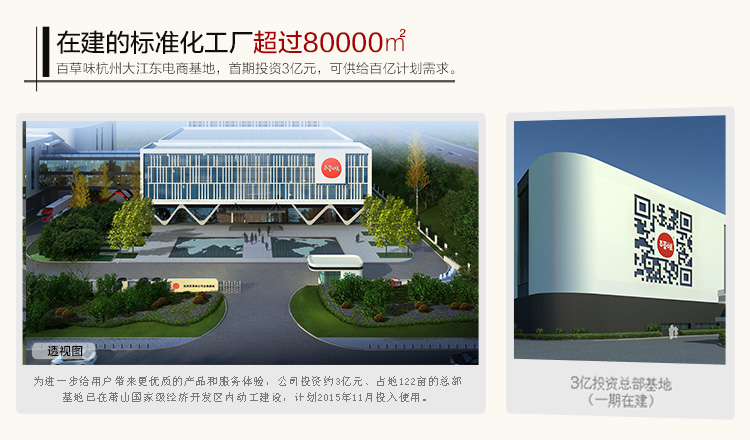 在建的标准化工厂超过80000㎡
百草味杭州大江东电商基地，首期投资3亿元，可供给百亿计划需求。
百草味
百草味
透视图
为进一步给用户带来更优质的产品和服务体验，公司投资约3亿元、占地122亩的总部
基地已在萧山国家级经济开发区内动工建设，计划2015年11月投入使用。
3亿投资总部基地
（一期在建）